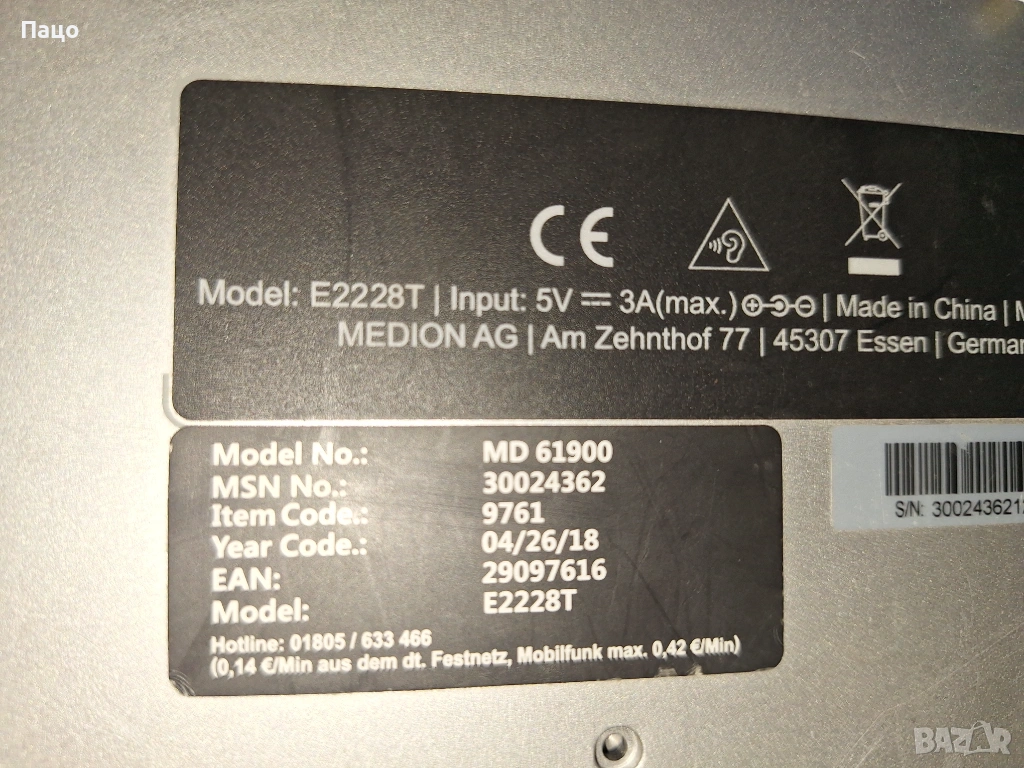 Пацо
CE
Model: E2228T | Input: 5V ⎓ 3A(max.) | Made in China |
MEDION AG | Am Zehnthof 77 | 45307 Essen |
Model No.: MD 61900
MSN No.: 30024362
Item Code.: 9761
Year Code.: 04/26/18
EAN: 29097616
Model: E2228T
Hotline: 01805 / 633 466
(0,14 €/Min aus dem dt. Festnetz, Mobilfunk max. 0,42 €/Min)
S/N: 3002436212
BAZAR